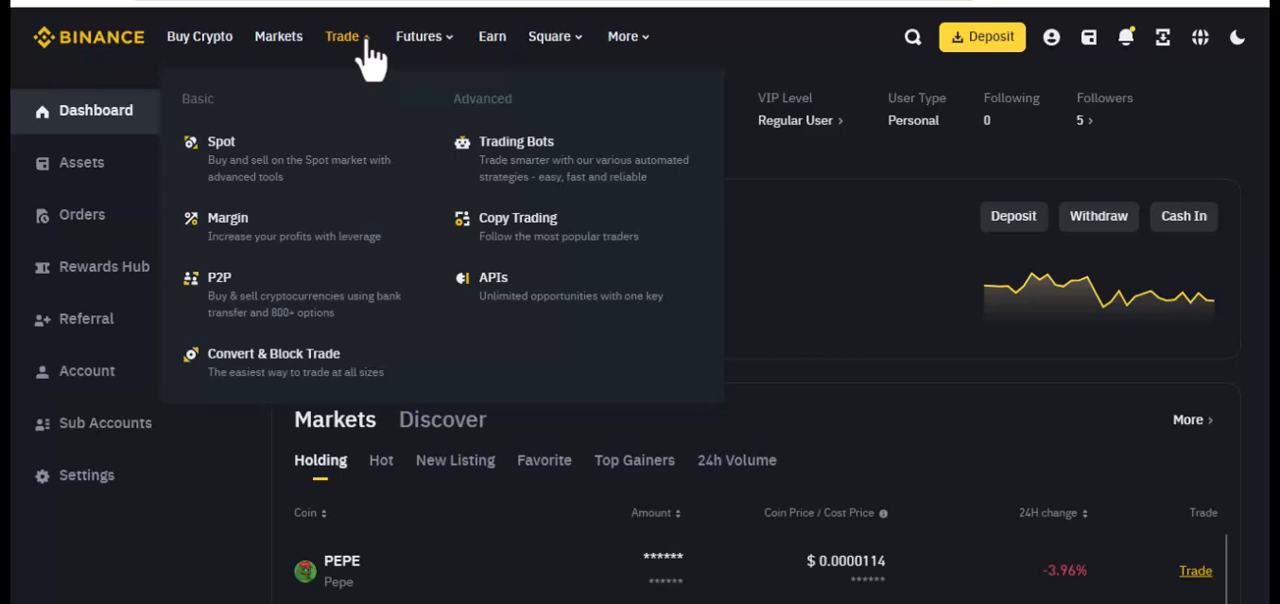 BINANCE Buy Crypto Markets Trade Futures Earn Square More Deposit
Dashboard
Assets
Orders
Rewards Hub
Referral
Account
Sub Accounts
Settings
Basic
Spot
Buy and sell on the Spot market with
advanced tools
Margin
Increase your profits with leverage
P2P
Buy & sell cryptocurrencies using bank
transfer and 800+ options
Convert & Block Trade
The easiest way to trade at all sizes
Advanced
Trading Bots
Trade smarter with our various automated
strategies - easy, fast and reliable
Copy Trading
Follow the most popular traders
APIs
Unlimited opportunities with one key
VIP Level User Type Following Followers
Regular User > Personal 0 5 >
Deposit Withdraw Cash In
Markets Discover More >
Holding Hot New Listing Favorite Top Gainers 24h Volume
Coin Amount Coin Price / Cost Price 24H change Trade
PEPE ****** $ 0.0000114 -3.96% Trade
Pepe ****** ******